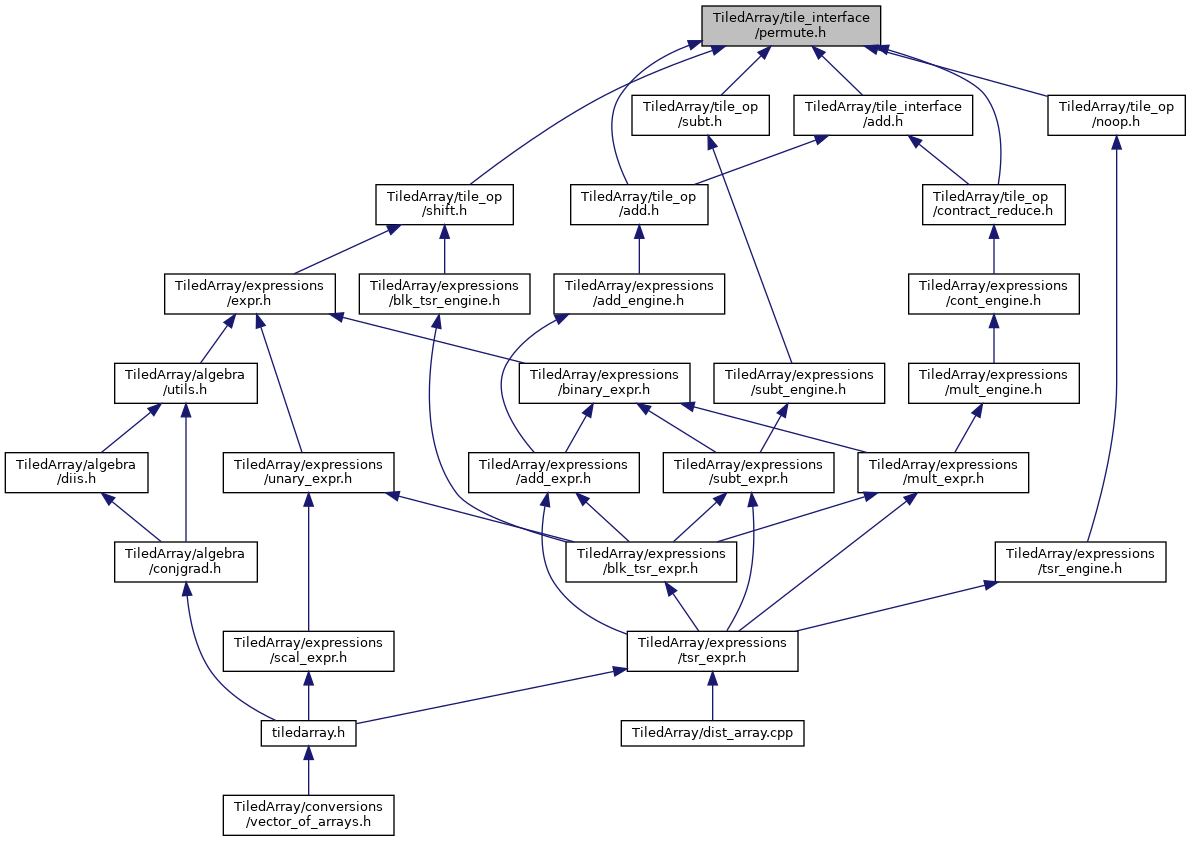 TiledArray/tile_interface
/permute.h
TiledArray/tile_op
/subt.h
TiledArray/tile_interface
/add.h
TiledArray/tile_op
/noop.h
TiledArray/tile_op
/shift.h
TiledArray/tile_op
/add.h
TiledArray/tile_op
/contract_reduce.h
TiledArray/expressions
/expr.h
TiledArray/expressions
/blk_tsr_engine.h
TiledArray/expressions
/add_engine.h
TiledArray/expressions
/cont_engine.h
TiledArray/algebra
/utils.h
TiledArray/expressions
/binary_expr.h
TiledArray/expressions
/subt_engine.h
TiledArray/expressions
/mult_engine.h
TiledArray/algebra
/diis.h
TiledArray/expressions
/unary_expr.h
TiledArray/expressions
/add_expr.h
TiledArray/expressions
/subt_expr.h
TiledArray/expressions
/mult_expr.h
TiledArray/algebra
/conjgrad.h
TiledArray/expressions
/blk_tsr_expr.h
TiledArray/expressions
/tsr_engine.h
TiledArray/expressions
/scal_expr.h
TiledArray/expressions
/tsr_expr.h
tiledarray.h
TiledArray/dist_array.cpp
TiledArray/conversions
/vector_of_arrays.h